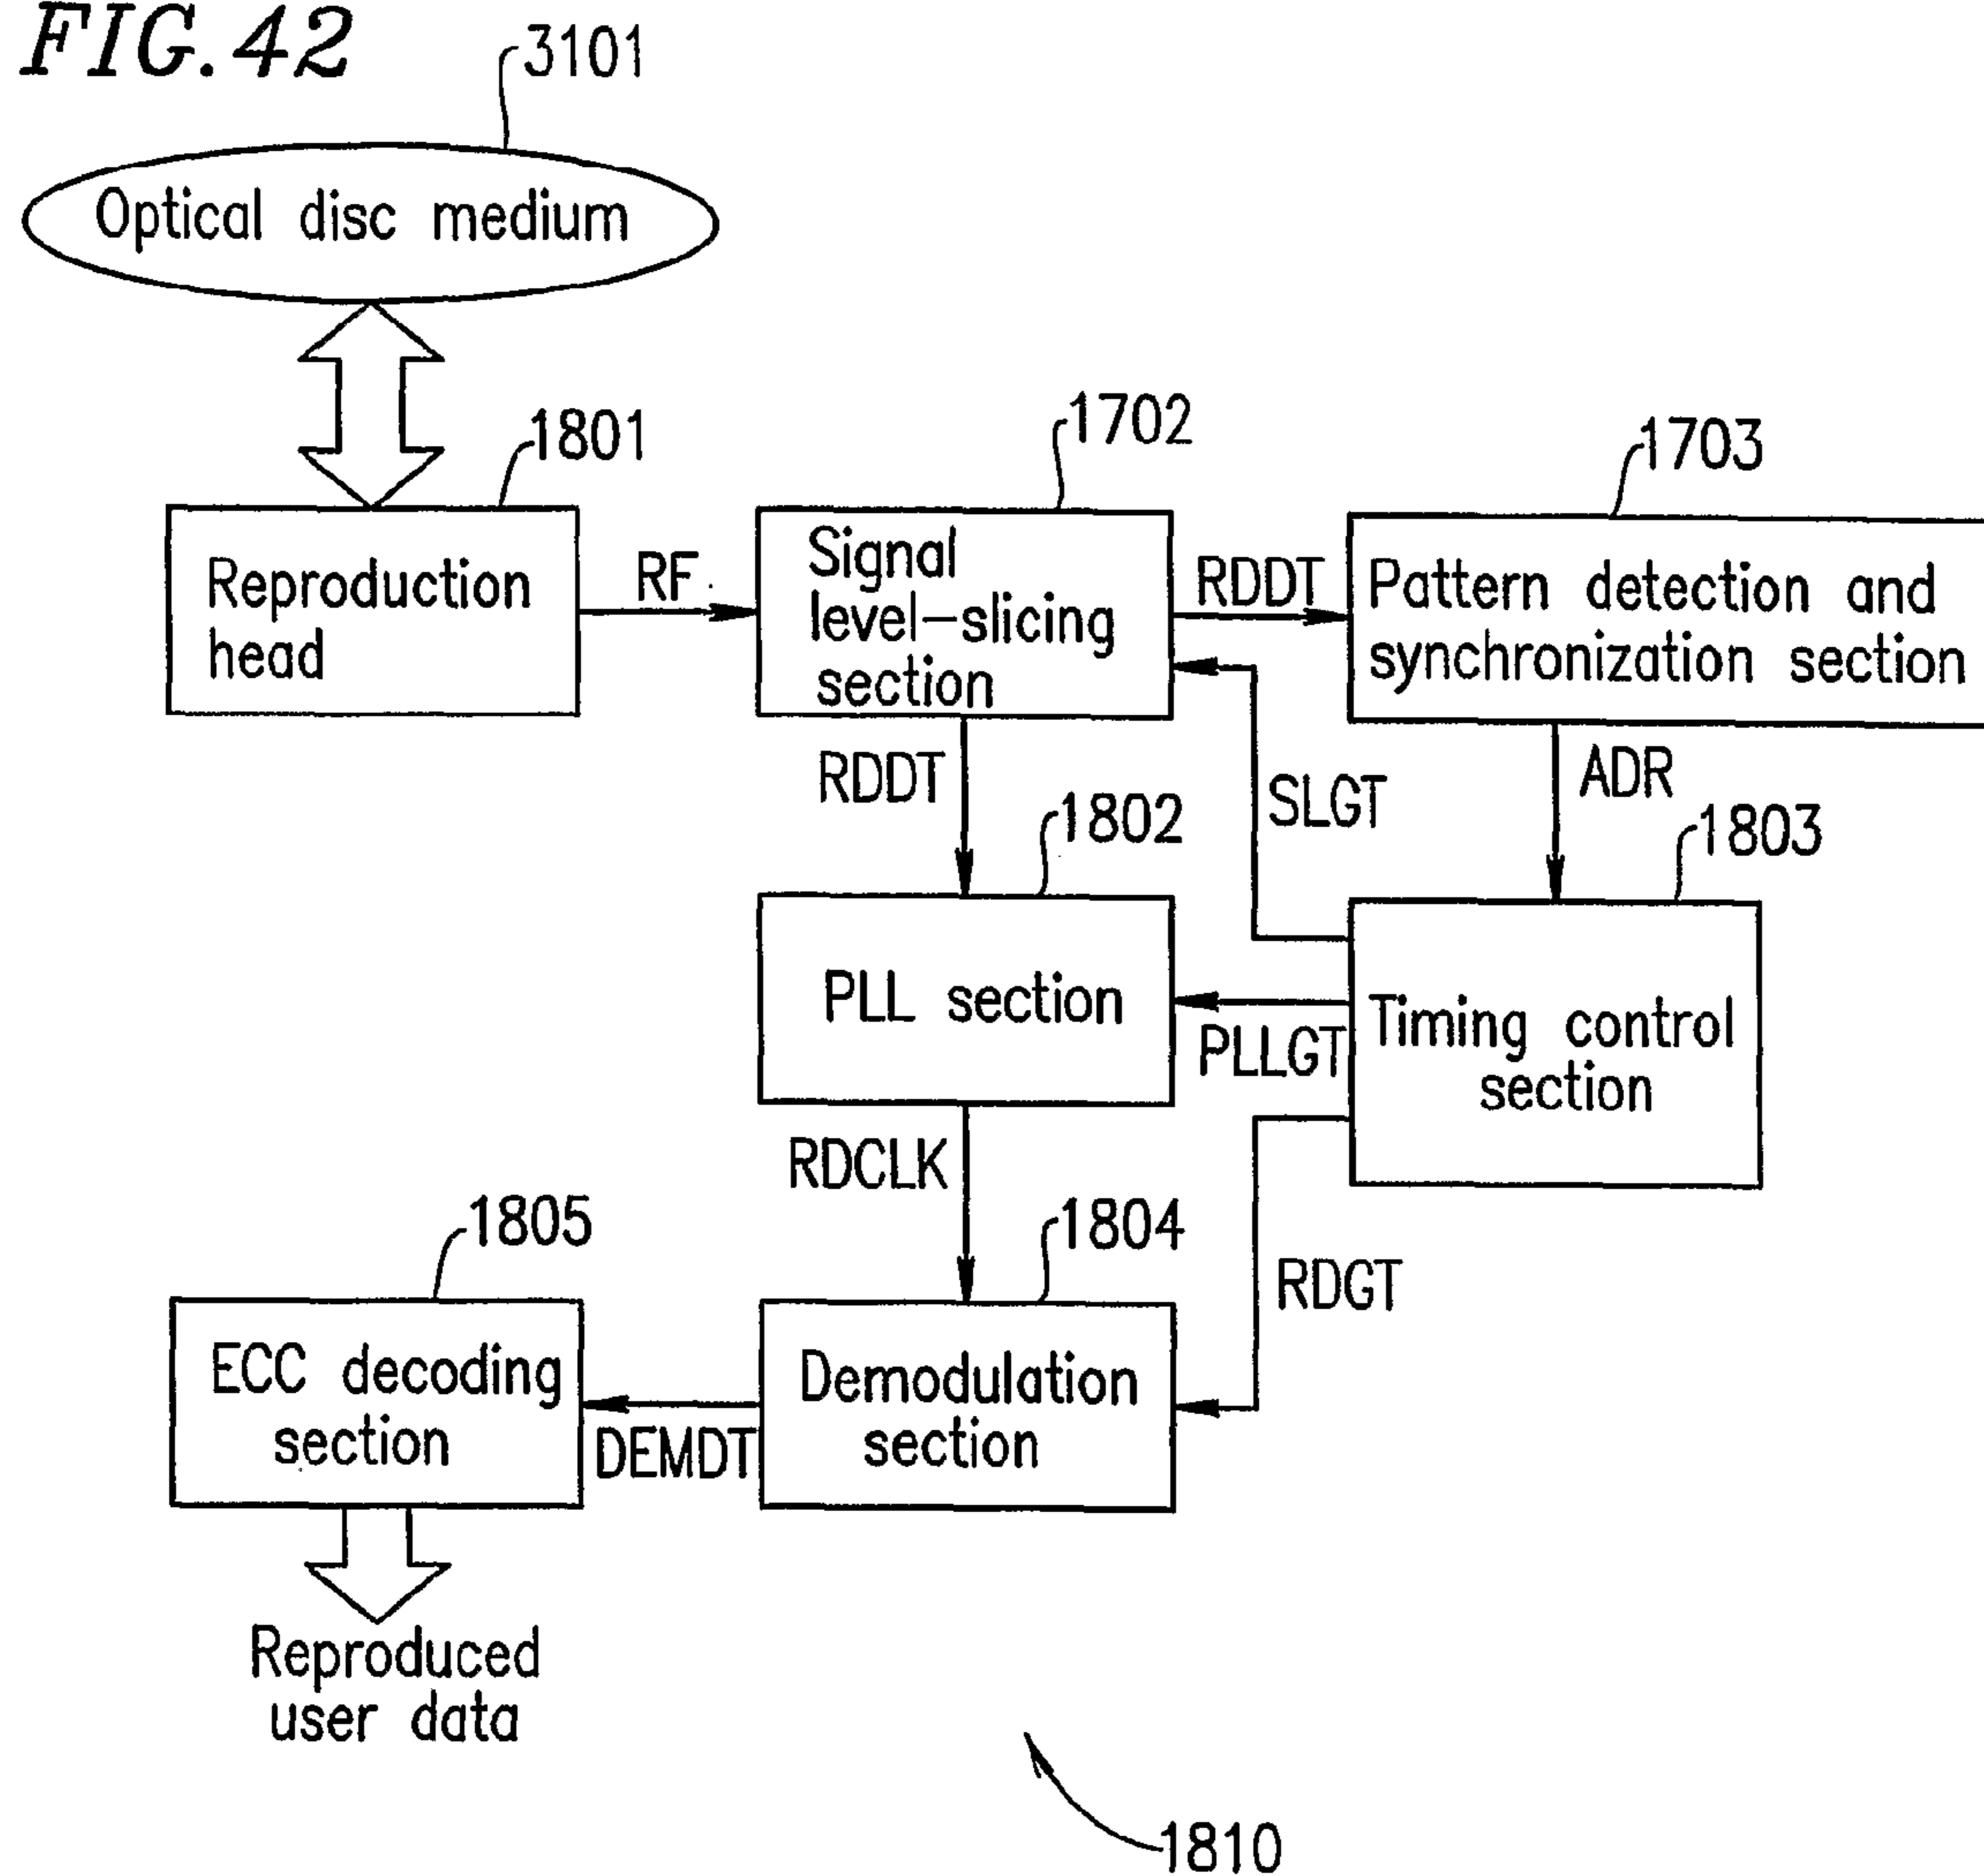 FIG. 42
3101
Optical disc medium
1801
1702
1703
Reproduction
head
RF
Signal
level-slicing
section
RDDT
Pattern detection and
synchronization section
RDDT
SLGT
ADR
1802
1803
PLL section
PLLGT
Timing control
section
RDCLK
1805
1804
RDGT
ECC decoding
section
DEMDT
Demodulation
section
Reproduced
user data
1810